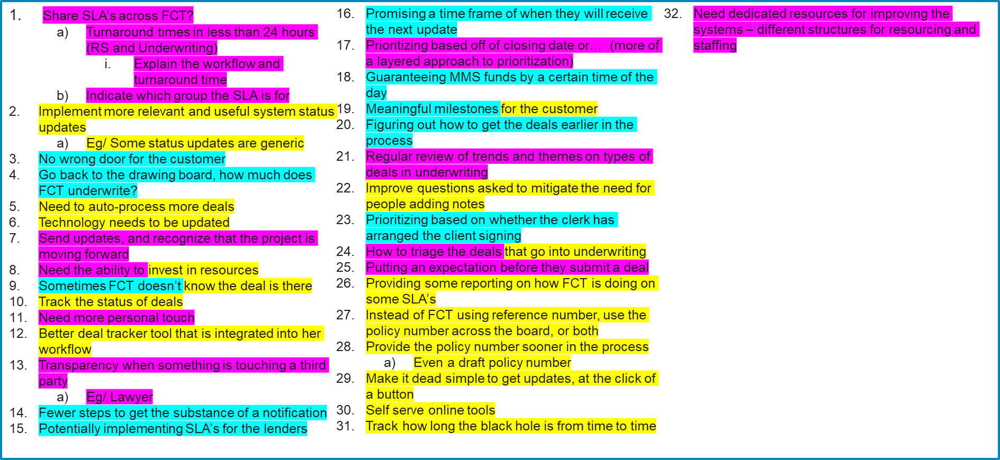 1. Share SLA’s across FCT?
a) Turnaround times in less than 24 hours
(RS and Underwriting)
i. Explain the workflow and
turnaround time
b) Indicate which group the SLA is for
2. Implement more relevant and useful system status
updates
a) Eg/ Some status updates are generic
3. No wrong door for the customer
4. Go back to the drawing board, how much does
FCT underwrite?
5. Need to auto-process more deals
6. Technology needs to be updated
7. Send updates, and recognize that the project is
moving forward
8. Need the ability to invest in resources
9. Sometimes FCT doesn’t know the deal is there
10. Track the status of deals
11. Need more personal touch
12. Better deal tracker tool that is integrated into her
workflow
13. Transparency when something is touching a third
party
a) Eg/ Lawyer
14. Fewer steps to get the substance of a notification
15. Potentially implementing SLA’s for the lenders
16. Promising a time frame of when they will receive
the next update
17. Prioritizing based off of closing date or… (more of
a layered approach to prioritization)
18. Guaranteeing MMS funds by a certain time of the
day
19. Meaningful milestones for the customer
20. Figuring out how to get the deals earlier in the
process
21. Regular review of trends and themes on types of
deals in underwriting
22. Improve questions asked to mitigate the need for
people adding notes
23. Prioritizing based on whether the clerk has
arranged the client signing
24. How to triage the deals that go into underwriting
25. Putting an expectation before they submit a deal
26. Providing some reporting on how FCT is doing on
some SLA’s
27. Instead of FCT using reference number, use the
policy number across the board, or both
28. Provide the policy number sooner in the process
a) Even a draft policy number
29. Make it dead simple to get updates, at the click of
a button
30. Self serve online tools
31. Track how long the black hole is from time to time
32. Need dedicated resources for improving the
systems – different structures for resourcing and
staffing